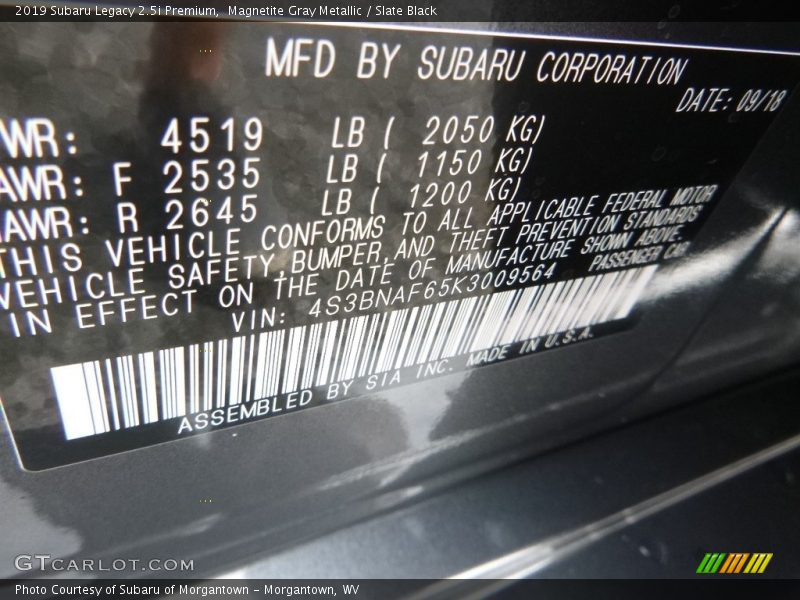 2019 Subaru Legacy 2.5i Premium,  Magnetite Gray Metallic / Slate Black
MFD BY SUBARU CORPORATION
DATE: 09/18
WR: 4519 LB ( 2050 KG)
AWR: F 2535 LB ( 1150 KG)
AWR: R 2645 LB ( 1200 KG)
THIS VEHICLE CONFORMS TO ALL APPLICABLE FEDERAL MOTOR
VEHICLE SAFETY,BUMPER,AND THEFT PREVENTION STANDARDS
IN EFFECT ON THE DATE OF MANUFACTURE SHOWN ABOVE.
VIN: 4S3BNAF65K3009564 PASSENGER CAR
ASSEMBLED BY SIA INC. MADE IN U.S.A.
GTCARLOT.COM
Photo Courtesy of Subaru of Morgantown - Morgantown, WV